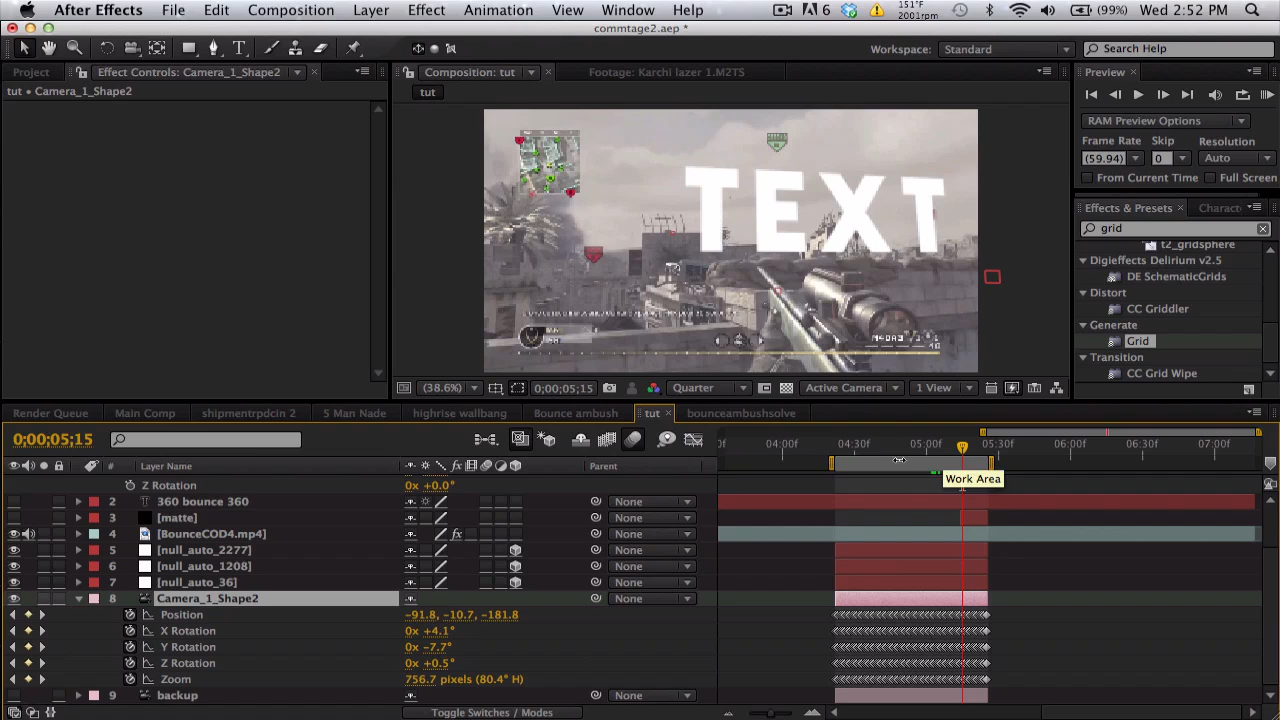 After Effects File Edit Composition Layer Effect Animation View Window Help 6 151°F 2001rpm (99%) Wed 2:52 PM
commtage2.aep *
Workspace: Standard Search Help
Project Effect Controls: Camera_1_Shape2 Composition: tut Footage: Karchi lazer 1.M2TS Preview
tut • Camera_1_Shape2 tut
RAM Preview Options
Frame Rate Skip Resolution
(59.94) 0 Auto
From Current Time Full Screen
Effects & Presets Charact
grid
t2_gridsphere
Digieffects Delirium v2.5
DE SchematicGrids
Distort
CC Griddler
Generate
Grid
Transition
CC Grid Wipe
TEXT
M40A3
(38.6%) 0;00;05;15 Quarter Active Camera 1 View
Render Queue Main Comp shipmentrpdcin 2 5 Man Nade highrise wallbang Bounce ambush tut bounceambushsolve
0;00;05;15 0f 04:00f 04:30f 05:00f 05:30f 06:00f 06:30f 07:00f
# Layer Name Parent
Work Area
Z Rotation 0x +0.0°
2 360 bounce 360 None
3 [matte] None
4 [BounceCOD4.mp4] None
5 [null_auto_2277] None
6 [null_auto_1208] None
7 [null_auto_36] None
8 Camera_1_Shape2 None
Position -91.8, -10.7, -181.8
X Rotation 0x +4.1°
Y Rotation 0x -7.7°
Z Rotation 0x +0.5°
Zoom 756.7 pixels (80.4° H)
9 backup None
Toggle Switches / Modes